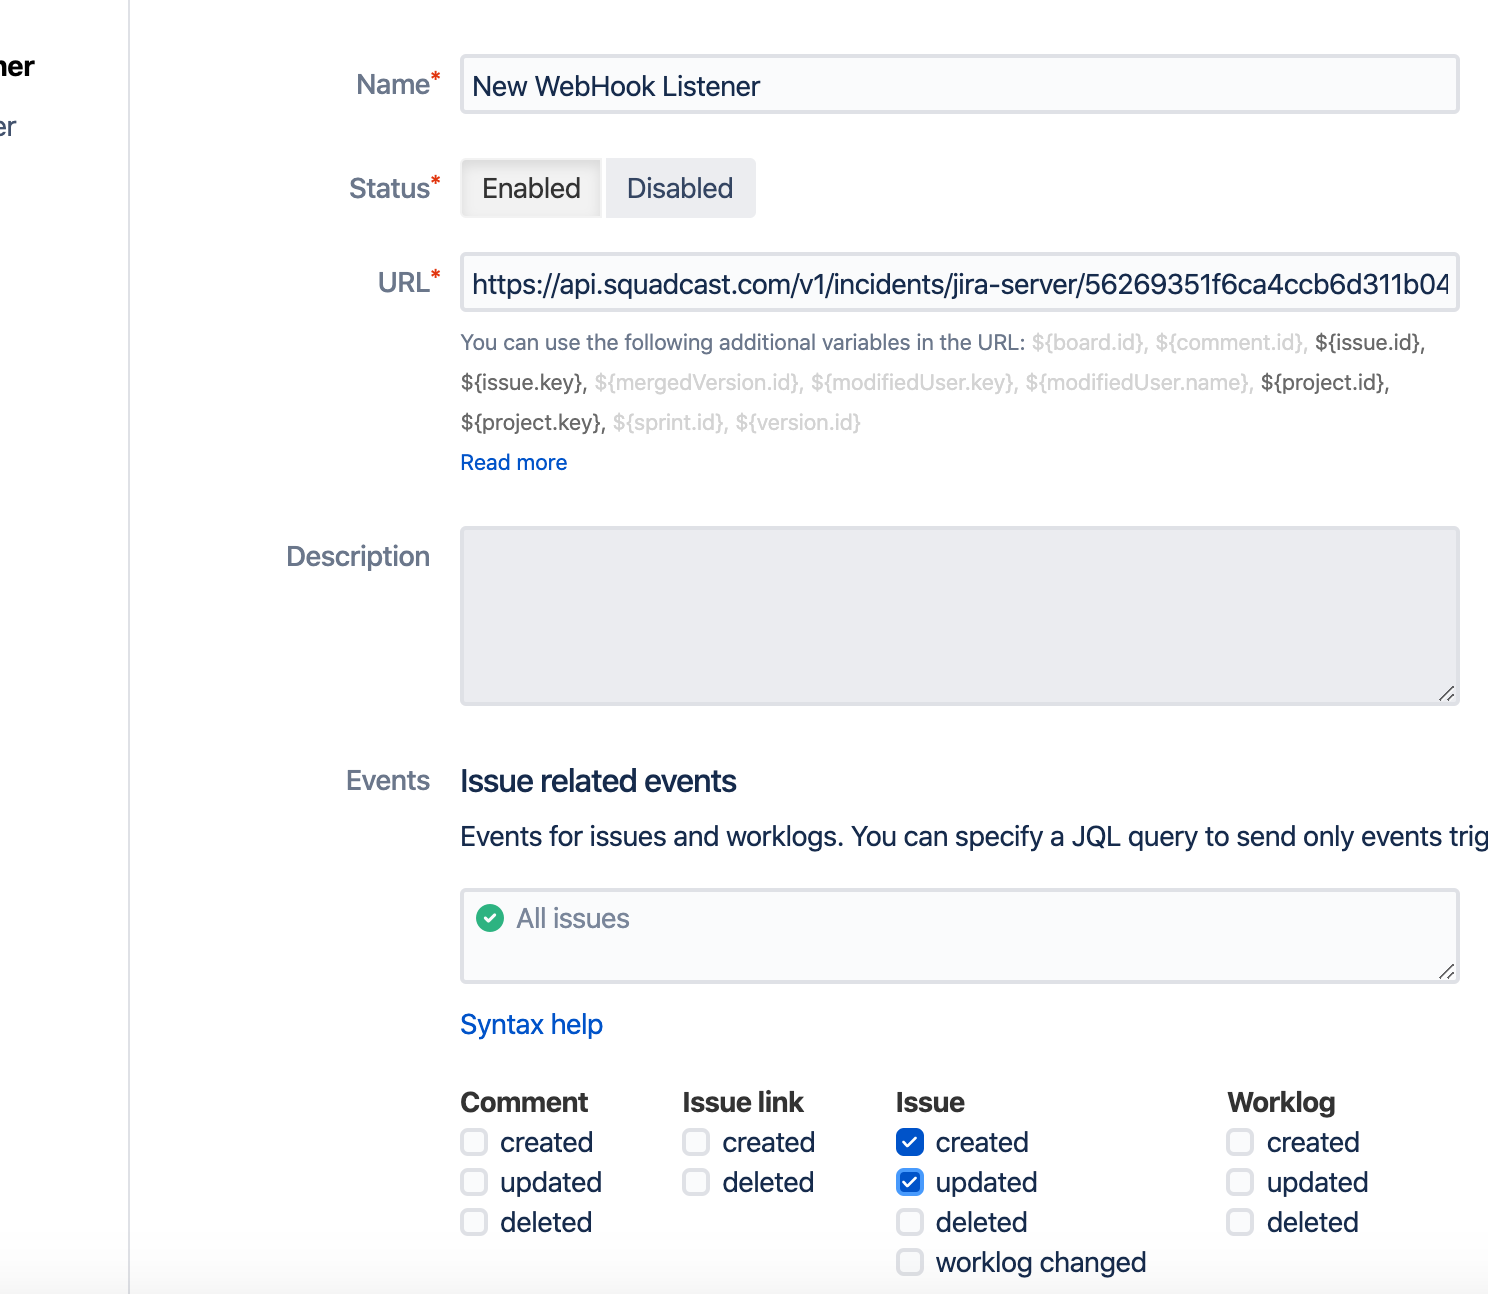 Name*
New WebHook Listener
Status*
Enabled Disabled
URL*
https://api.squadcast.com/v1/incidents/jira-server/56269351f6ca4ccb6d311b04
You can use the following additional variables in the URL: ${board.id}, ${comment.id}, ${issue.id},
${issue.key}, ${mergedVersion.id}, ${modifiedUser.key}, ${modifiedUser.name}, ${project.id},
${project.key}, ${sprint.id}, ${version.id}
Read more
Description
Events
Issue related events
Events for issues and worklogs. You can specify a JQL query to send only events
All issues
Syntax help
Comment Issue link Issue Worklog
created created created created
updated deleted updated updated
deleted deleted deleted
worklog changed